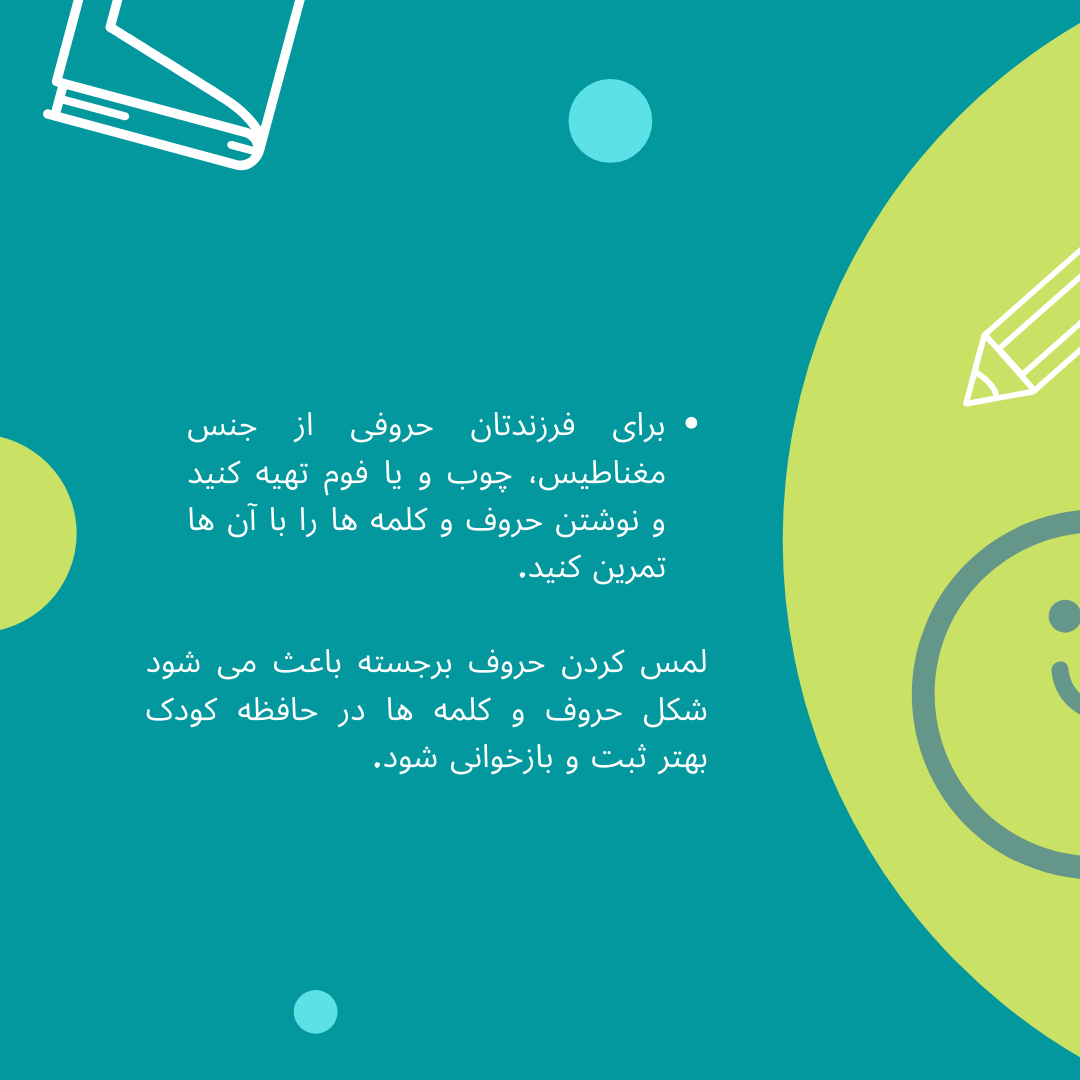 • برای فرزندتان حروفی از جنس
مغناطیس، چوب و یا فوم تهیه کنید
و نوشتن حروف و کلمه ها را با آن ها
تمرین کنید.
لمس کردن حروف برجسته باعث می شود
شکل حروف و کلمه ها در حافظه کودک
بهتر ثبت و بازخوانی شود.